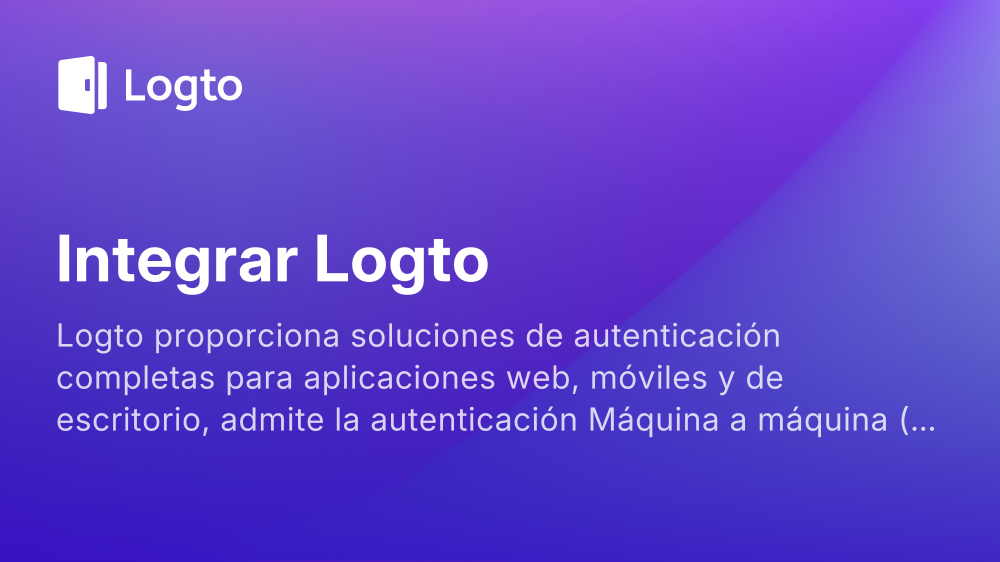 Logto
Integrar Logto
Logto proporciona soluciones de autenticación
completas para aplicaciones web, móviles y de
escritorio, admite la autenticación Máquina a máquina (...